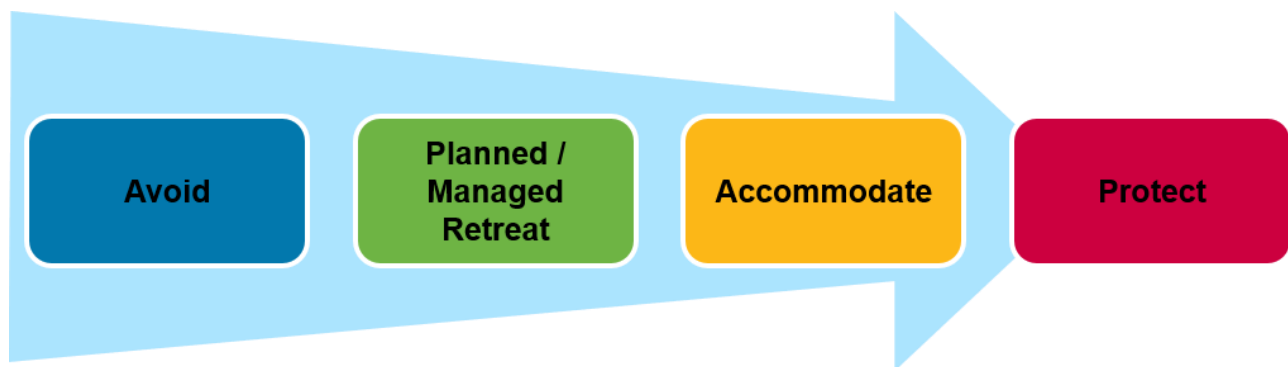 Avoid
Planned /
Managed
Retreat
Accommodate
Protect